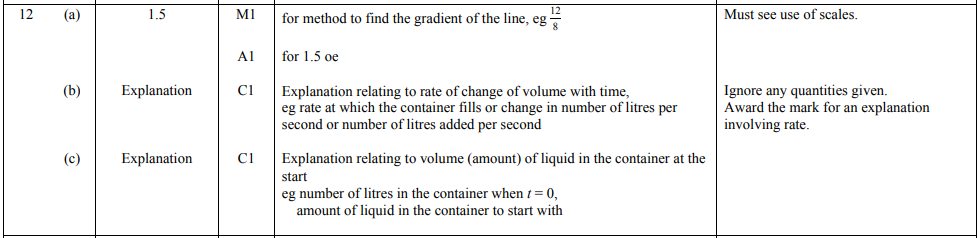 12 (a) 1.5 M1 for method to find the gradient of the line, eg 12/8 Must see use of scales.
A1 for 1.5 oe
(b) Explanation C1 Explanation relating to rate of change of volume with time, Ignore any quantities given.
eg rate at which the container fills or change in number of litres per Award the mark for an explanation
second or number of litres added per second involving rate.
(c) Explanation C1 Explanation relating to volume (amount) of liquid in the container at the
start
eg number of litres in the container when t = 0,
amount of liquid in the container to start with